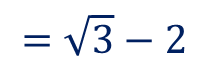 = √3 − 2